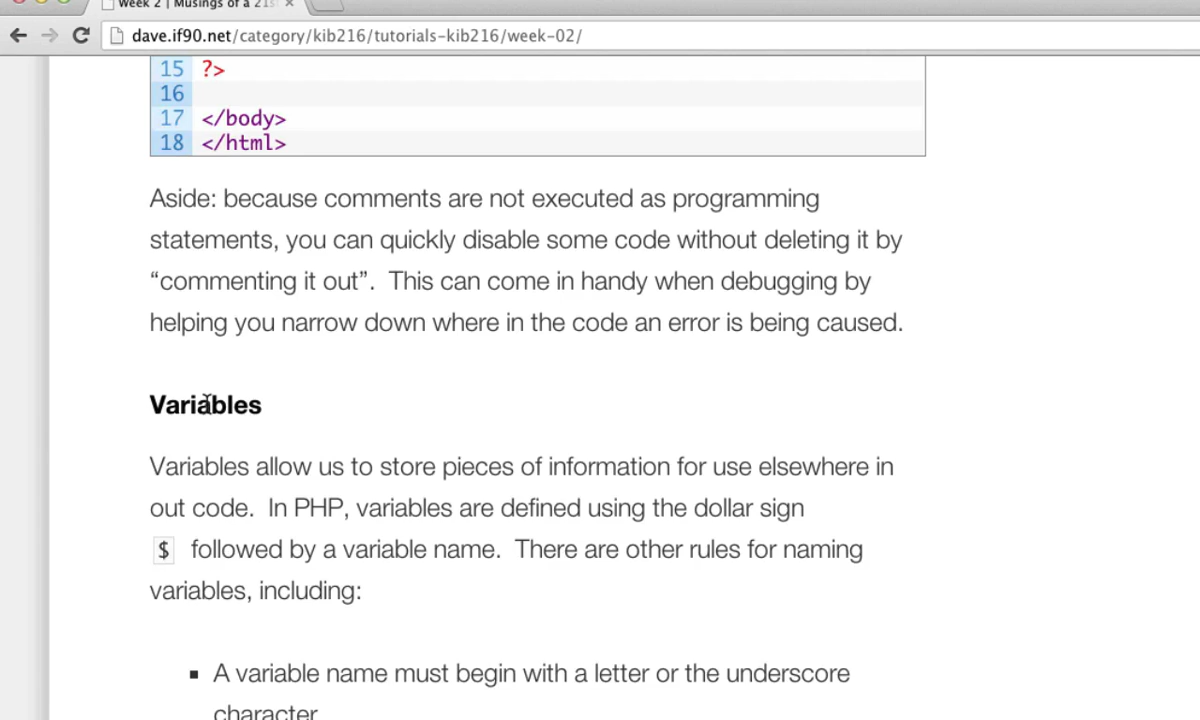 Week 2 | Musings of a 21s
dave.if90.net/category/kib216/tutorials-kib216/week-02/
15 ?>
16
17 </body>
18 </html>
Aside: because comments are not executed as programming
statements, you can quickly disable some code without deleting it by
“commenting it out”.  This can come in handy when debugging by
helping you narrow down where in the code an error is being caused.
Variables
Variables allow us to store pieces of information for use elsewhere in
out code.  In PHP, variables are defined using the dollar sign
$ followed by a variable name.  There are other rules for naming
variables, including:
▪ A variable name must begin with a letter or the underscore
character